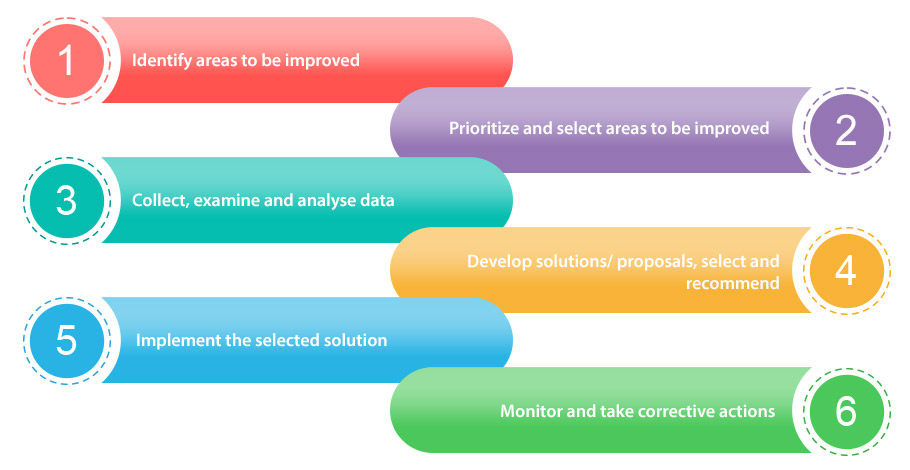 1
Identify areas to be improved
Prioritize and select areas to be improved
2
3
Collect, examine and analyse data
Develop solutions/ proposals, select and
recommend
4
5
Implement the selected solution
Monitor and take corrective actions
6